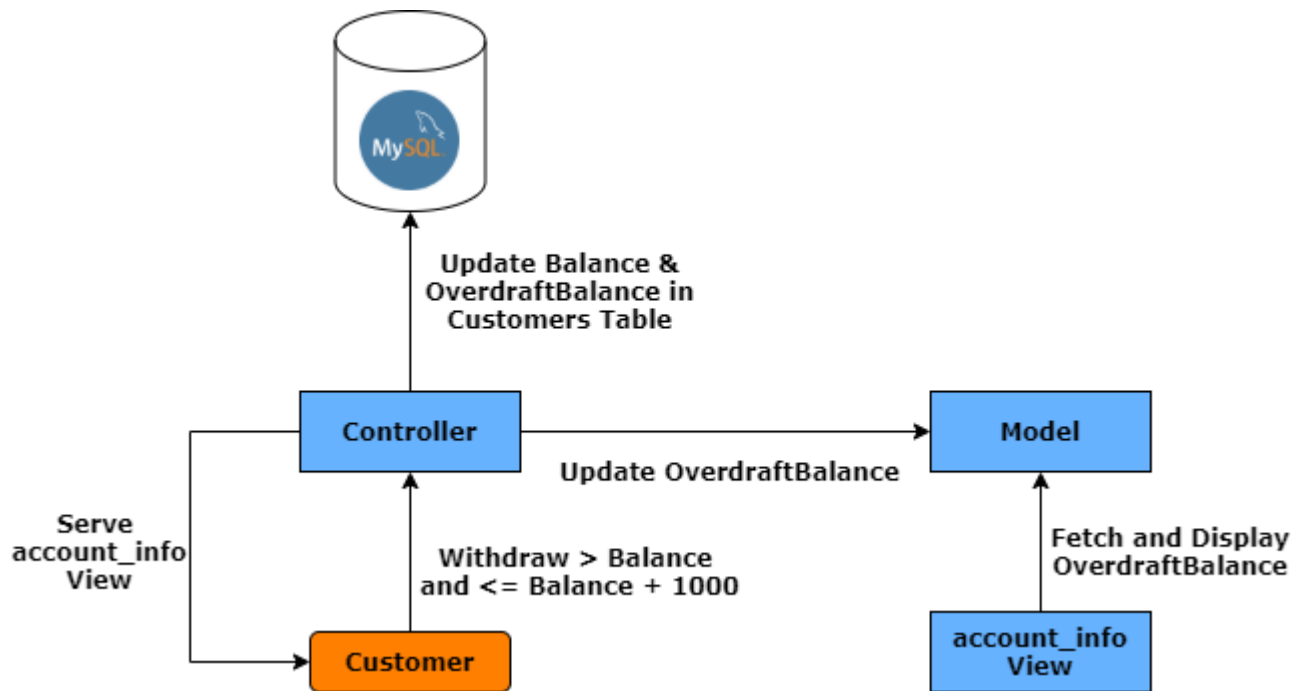 MySQL
Update Balance &
OverdraftBalance in
Customers Table
Controller
Model
Update OverdraftBalance
Serve
account_info
View
Withdraw > Balance
and <= Balance + 1000
Fetch and Display
OverdraftBalance
Customer
account_info
View